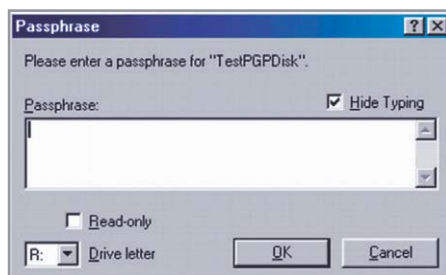 Passphrase
Please enter a passphrase for "TestPGPDisk".
Passphrase: Hide Typing
Read-only
R: Drive letter OK Cancel